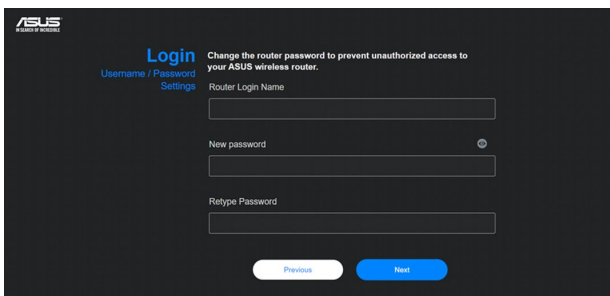 ASUS
IN SEARCH OF INCREDIBLE
Login
Username / Password
Settings
Change the router password to prevent unauthorized access to
your ASUS wireless router.
Router Login Name
New password
Retype Password
Previous
Next